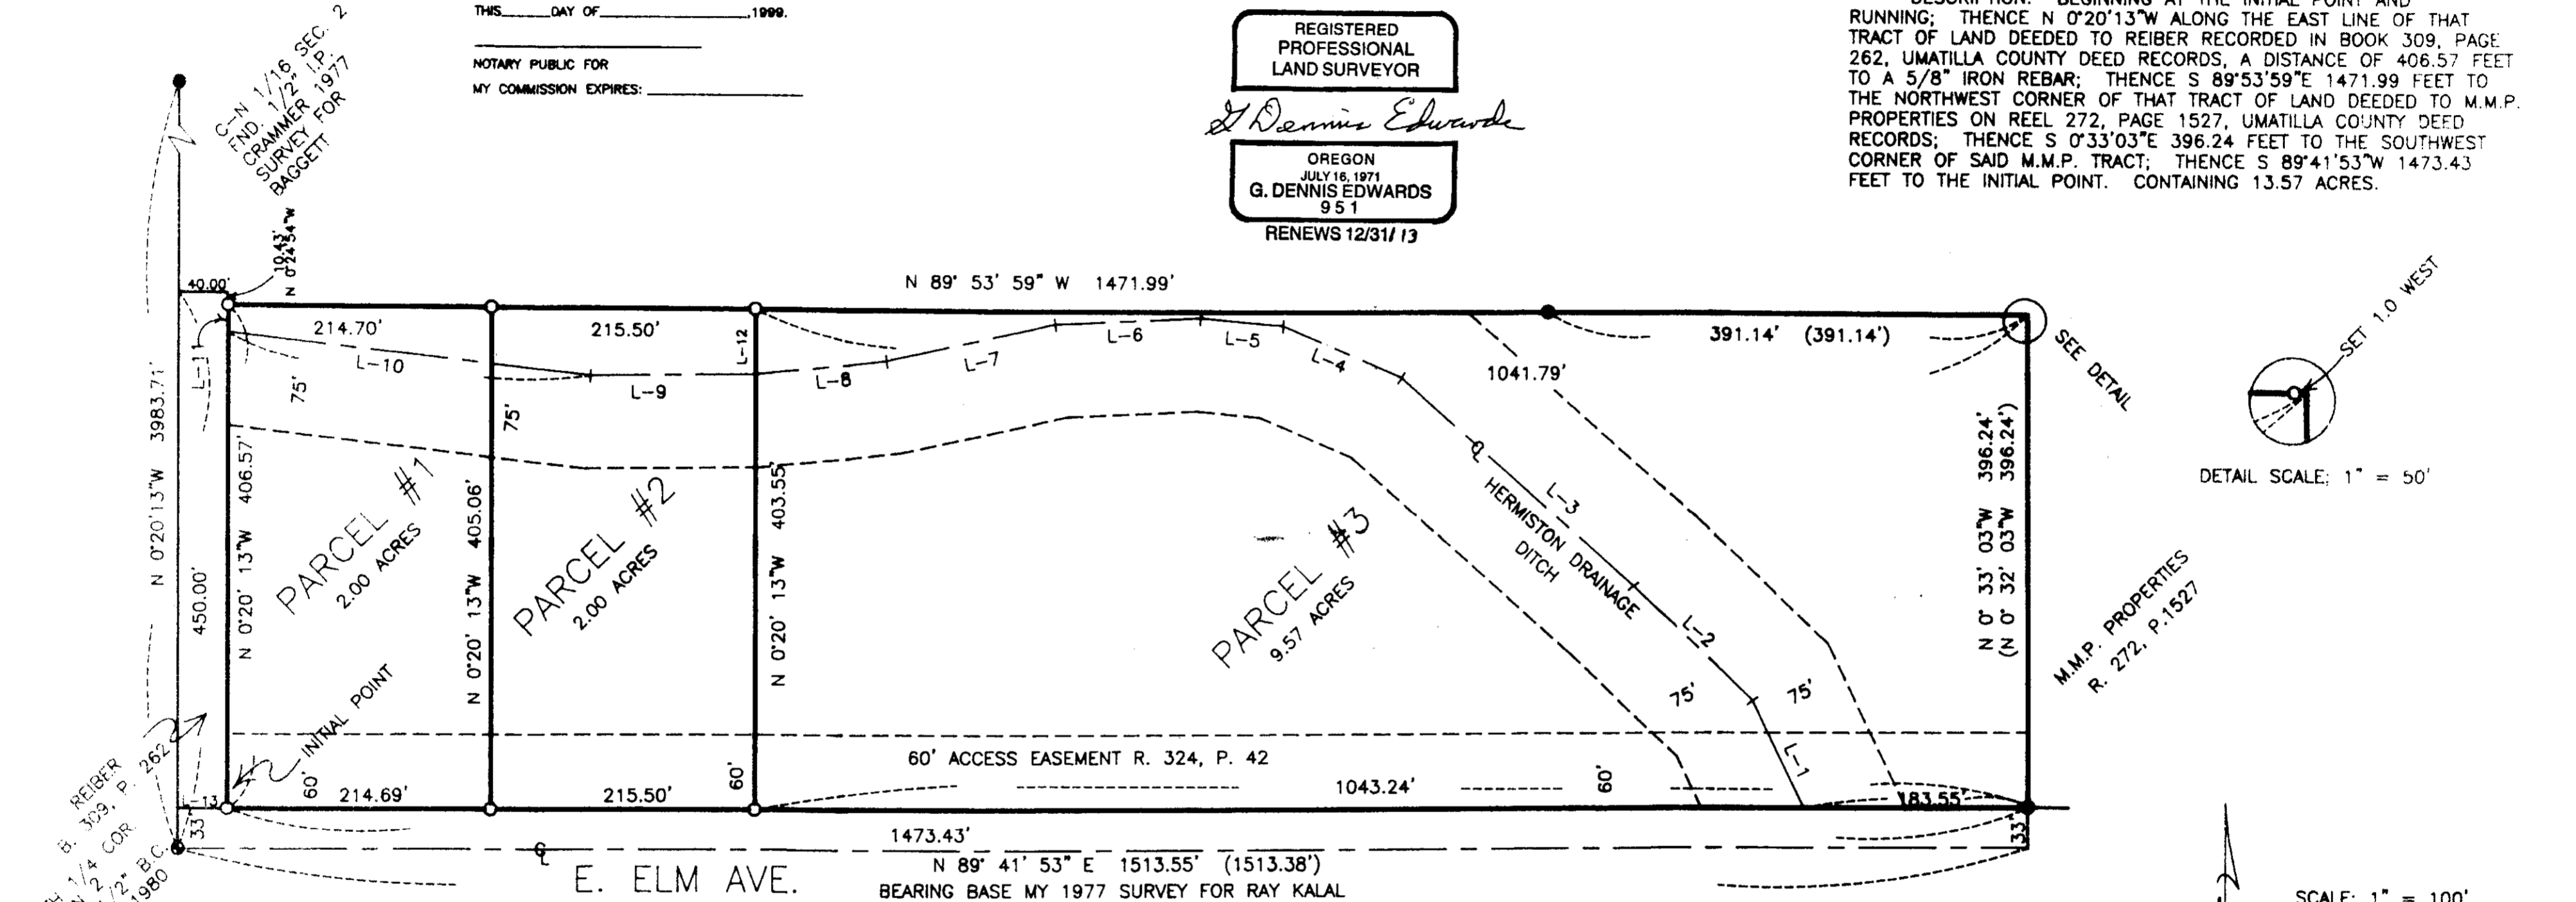 THIS_____DAY OF_______________,1999.
NOTARY PUBLIC FOR
MY COMMISSION EXPIRES:
REGISTERED
PROFESSIONAL
LAND SURVEYOR
G Dennis Edwards
OREGON
JULY 16, 1971
G. DENNIS EDWARDS
951
RENEWS 12/31/13
DESCRIPTION: BEGINNING AT THE INITIAL POINT AND
RUNNING; THENCE N 0°20'13"W ALONG THE EAST LINE OF THAT
TRACT OF LAND DEEDED TO REIBER RECORDED IN BOOK 309, PAGE
262, UMATILLA COUNTY DEED RECORDS, A DISTANCE OF 406.57 FEET
TO A 5/8" IRON REBAR; THENCE S 89°53'59"E 1471.99 FEET TO
THE NORTHWEST CORNER OF THAT TRACT OF LAND DEEDED TO M.M.P.
PROPERTIES ON REEL 272, PAGE 1527, UMATILLA COUNTY DEED
RECORDS; THENCE S 0°33'03"E 396.24 FEET TO THE SOUTHWEST
CORNER OF SAID M.M.P. TRACT; THENCE S 89°41'53"W 1473.43
FEET TO THE INITIAL POINT. CONTAINING 13.57 ACRES.
C-N 1/16 SEC. 2
FND. 1/2" I.P.
CRAMMER 1977
SURVEY FOR
BAGGETT
10.43'
N 0°24'54"W
40.00'
N 89° 53' 59" W 1471.99'
214.70'
215.50'
391.14' (391.14')
1041.79'
L-11
L-10
L-9
L-12
L-8
L-7
L-6
L-5
L-4
L-3
L-2
L-1
75'
75'
75'
75'
SEE DETAIL
SET 1.0 WEST
DETAIL SCALE; 1" = 50'
N 0°20'13"W 3983.71'
450.00'
N 0°20' 13"W 406.57'
N 0°20' 13"W 405.06'
N 0°20' 13"W 403.55'
N 0° 33' 03"W 396.24'
(N 0° 32' 03"W 396.24')
PARCEL #1
2.00 ACRES
PARCEL #2
2.00 ACRES
PARCEL #3
9.57 ACRES
HERMISTON DRAINAGE
DITCH
M.M.P. PROPERTIES
R. 272, P.1527
INITIAL POINT
60' ACCESS EASEMENT R. 324, P. 42
60'
60'
60'
214.69'
215.50'
1043.24'
183.55'
REIBER
B. 309, P. 262
1/4 COR.
B.C.
1980
33'
33'
1473.43'
N 89° 41' 53" E 1513.55' (1513.38')
E. ELM AVE.
BEARING BASE MY 1977 SURVEY FOR RAY KALAL
SCALE: 1" = 100'